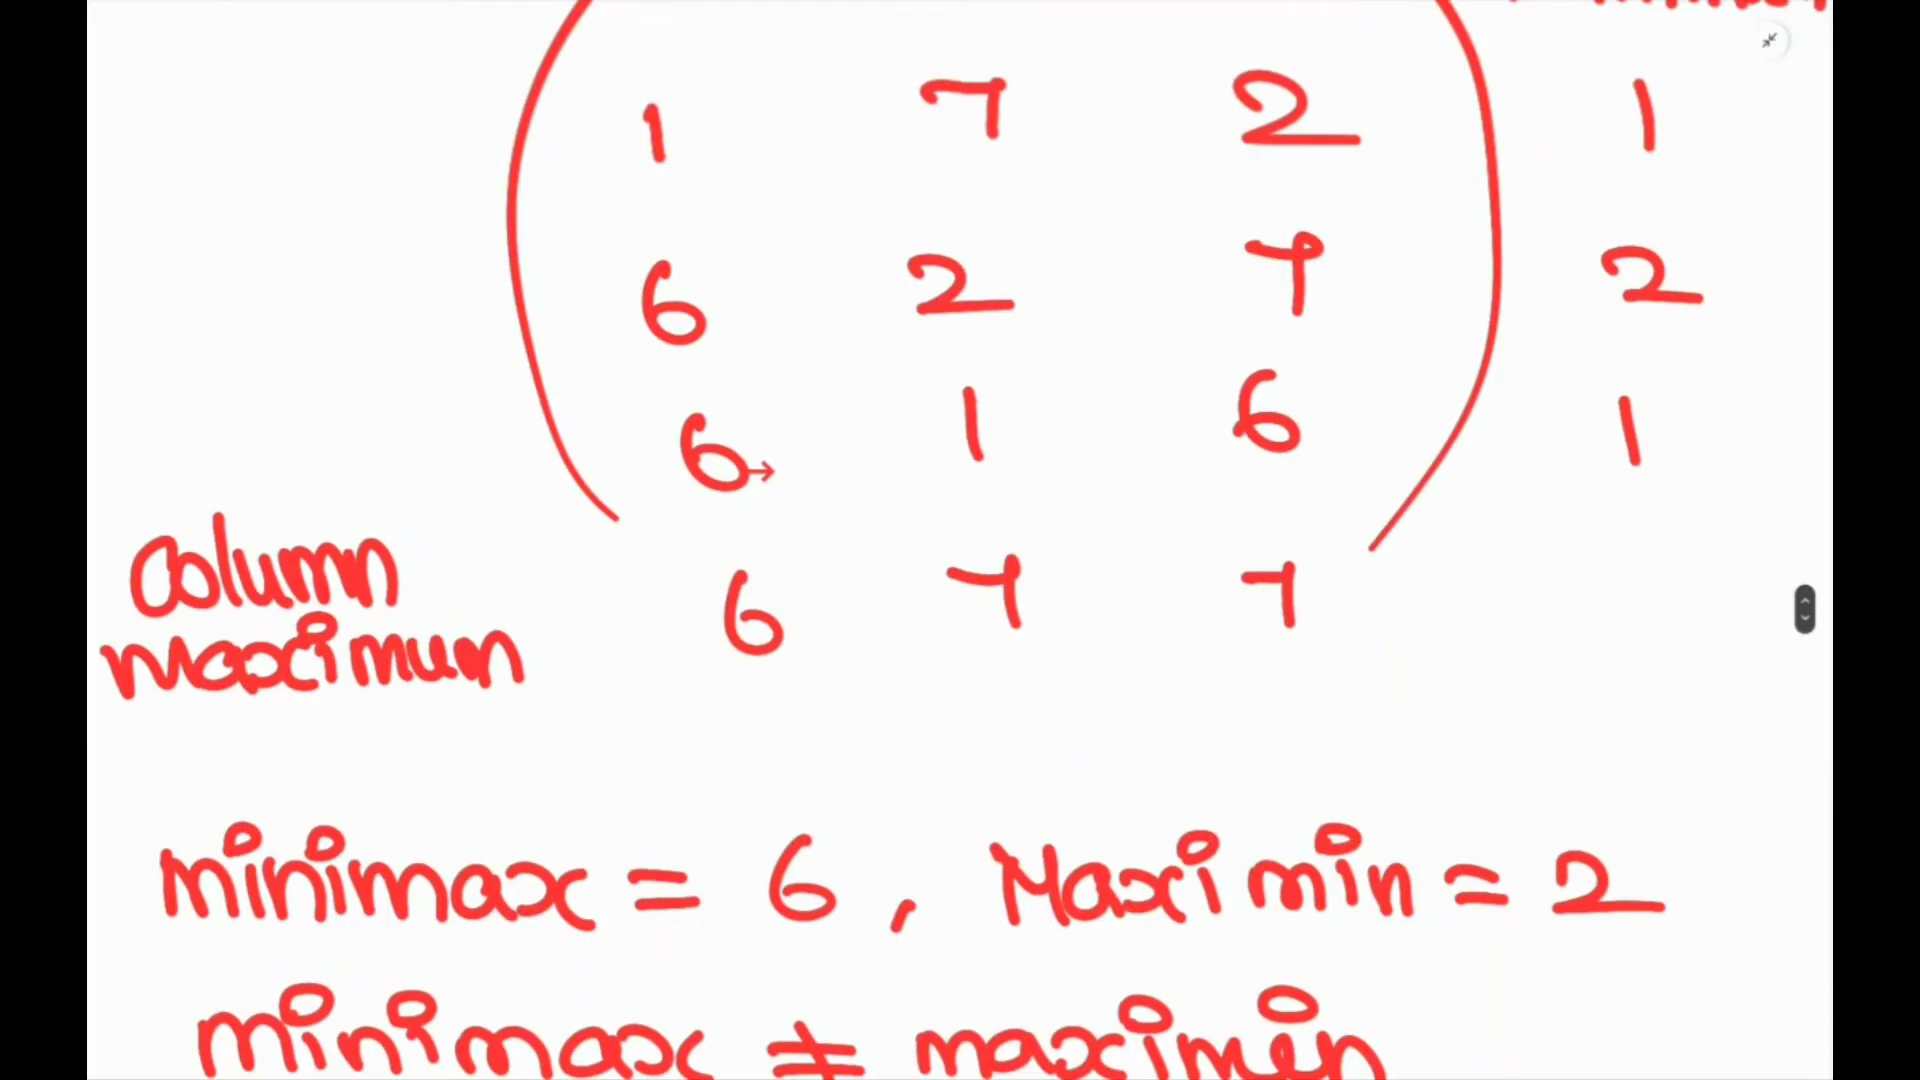 1 7 2 1
6 2 7 2
6 1 6 1
column
maximum 6 7 7
minimax = 6, Maximin = 2
minimax ≠ maximin